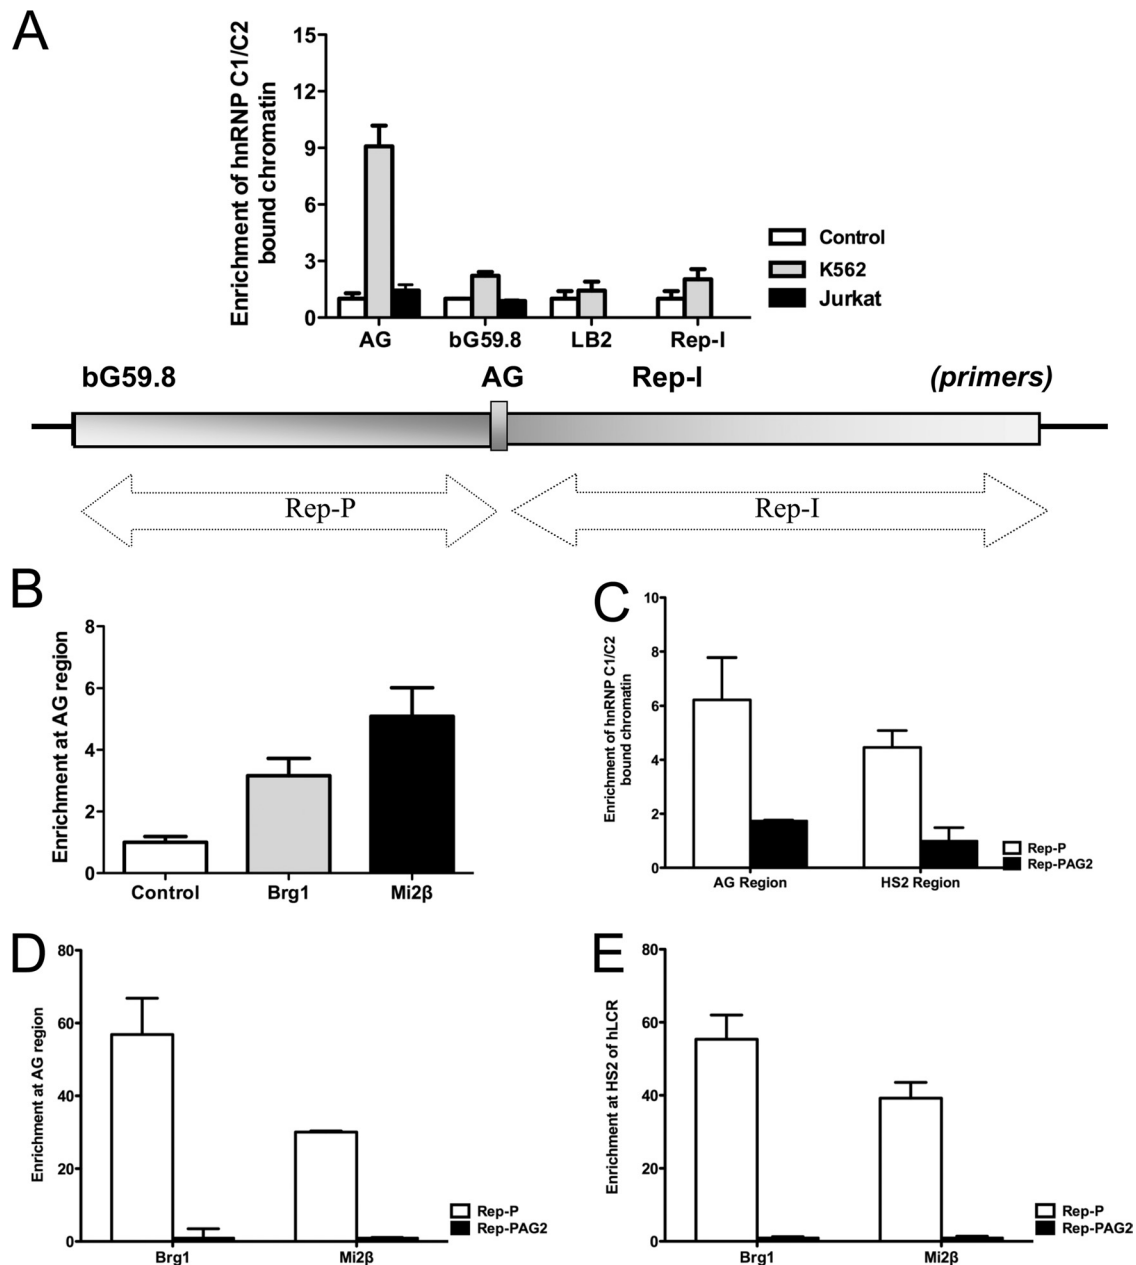 A
Enrichment of hnRNP C1/C2
bound chromatin
15
12
9
6
3
0
AG
bG59.8
LB2
Rep-I
Control
K562
Jurkat
bG59.8
AG
Rep-I
(primers)
Rep-P
Rep-I
B
Enrichment at AG region
8
6
4
2
0
Control
Brg1
Mi2β
C
Enrichment of hnRNP C1/C2
bound chromatin
10
8
6
4
2
0
AG Region
HS2 Region
Rep-P
Rep-PAG2
D
Enrichment at AG region
80
60
40
20
0
Brg1
Mi2β
Rep-P
Rep-PAG2
E
Enrichment at HS2 of hLCR
80
60
40
20
0
Brg1
Mi2β
Rep-P
Rep-PAG2